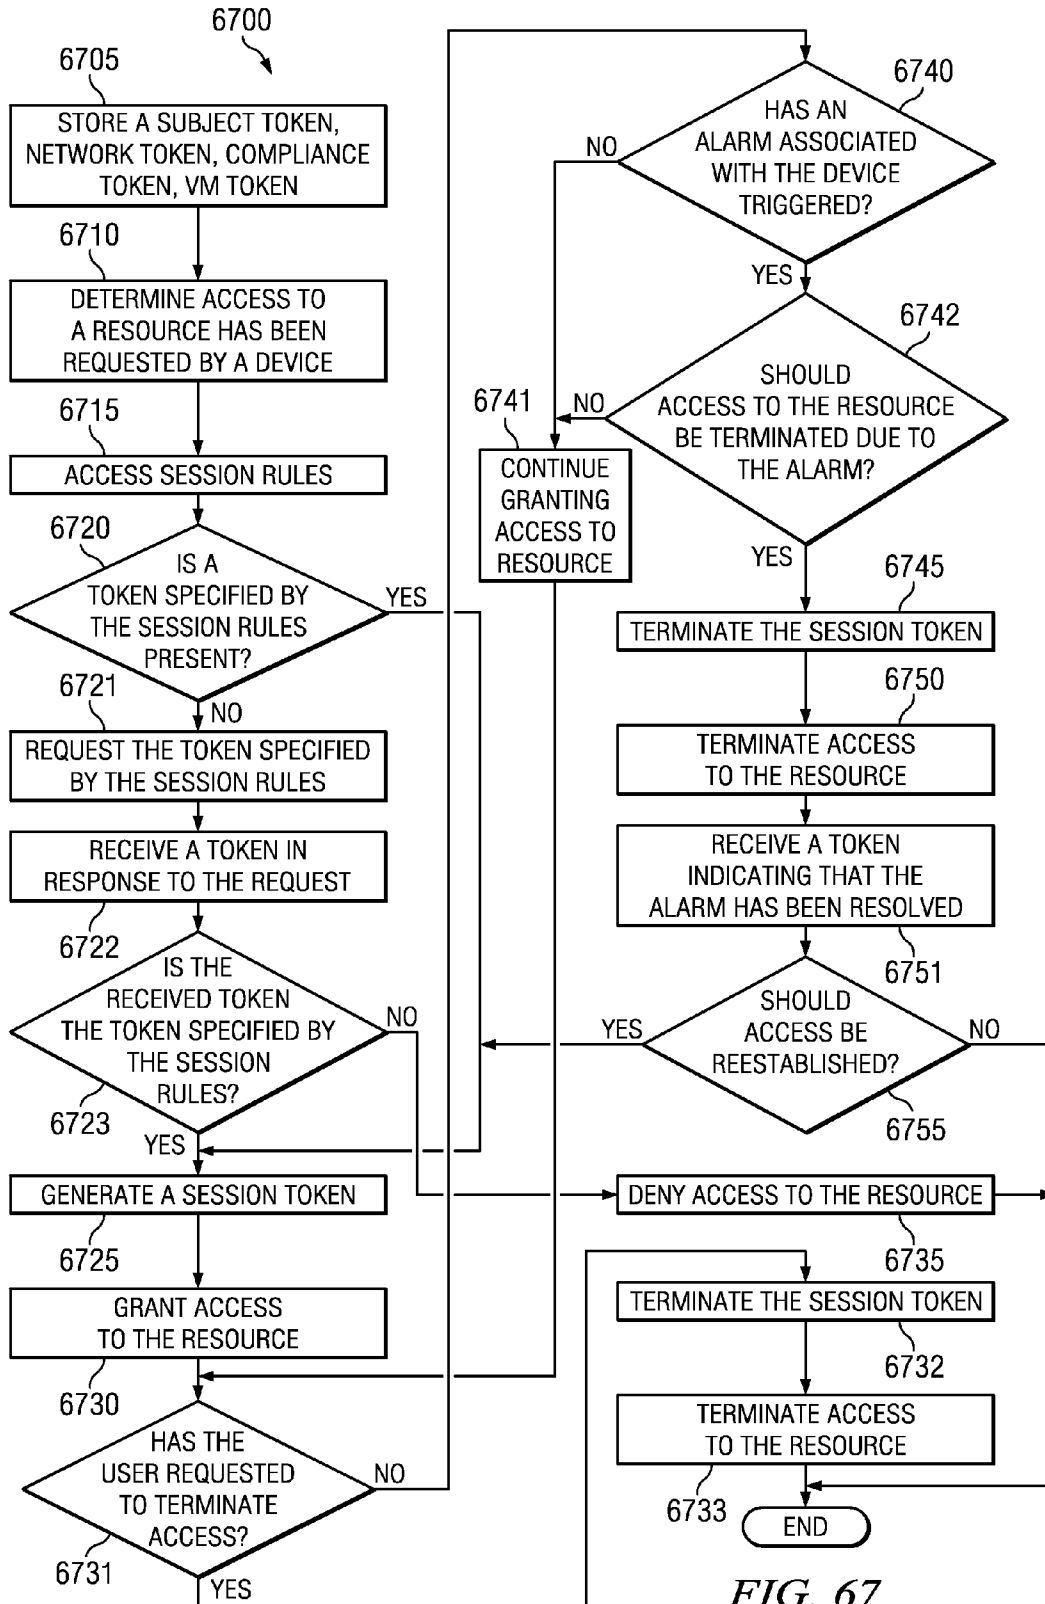 6700
6705
STORE A SUBJECT TOKEN,
NETWORK TOKEN, COMPLIANCE
TOKEN, VM TOKEN
6710
DETERMINE ACCESS TO
A RESOURCE HAS BEEN
REQUESTED BY A DEVICE
6715
ACCESS SESSION RULES
6720
IS A
TOKEN SPECIFIED BY
THE SESSION RULES
PRESENT?
YES
NO
6721
REQUEST THE TOKEN SPECIFIED
BY THE SESSION RULES
RECEIVE A TOKEN IN
RESPONSE TO THE REQUEST
6722
IS THE
RECEIVED TOKEN
THE TOKEN SPECIFIED BY
THE SESSION
RULES?
NO
6723
YES
GENERATE A SESSION TOKEN
6725
GRANT ACCESS
TO THE RESOURCE
6730
HAS THE
USER REQUESTED
TO TERMINATE
ACCESS?
NO
6731
YES
6740
HAS AN
ALARM ASSOCIATED
WITH THE DEVICE
TRIGGERED?
NO
YES
6742
SHOULD
ACCESS TO THE RESOURCE
BE TERMINATED DUE TO
THE ALARM?
NO
6741
CONTINUE
GRANTING
ACCESS TO
RESOURCE
YES
6745
TERMINATE THE SESSION TOKEN
6750
TERMINATE ACCESS
TO THE RESOURCE
RECEIVE A TOKEN
INDICATING THAT THE
ALARM HAS BEEN RESOLVED
6751
SHOULD
ACCESS BE
REESTABLISHED?
YES
NO
6755
DENY ACCESS TO THE RESOURCE
6735
TERMINATE THE SESSION TOKEN
6732
TERMINATE ACCESS
TO THE RESOURCE
6733
END
FIG. 67